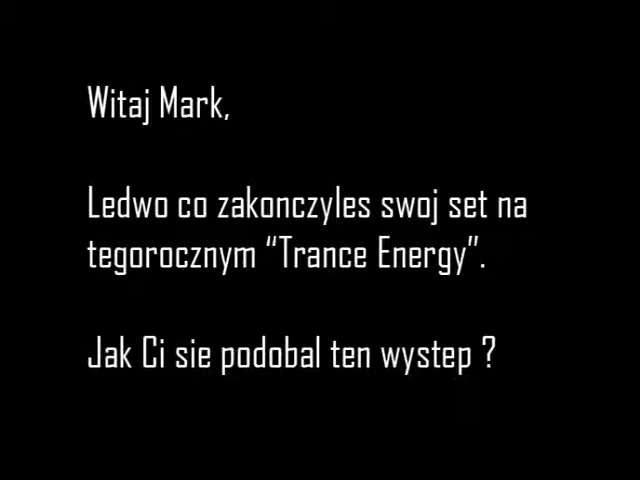 Witaj Mark,
Ledwo co zakonczyles swoj set na
tegorocznym “Trance Energy”.
Jak Ci sie podobal ten wystep ?